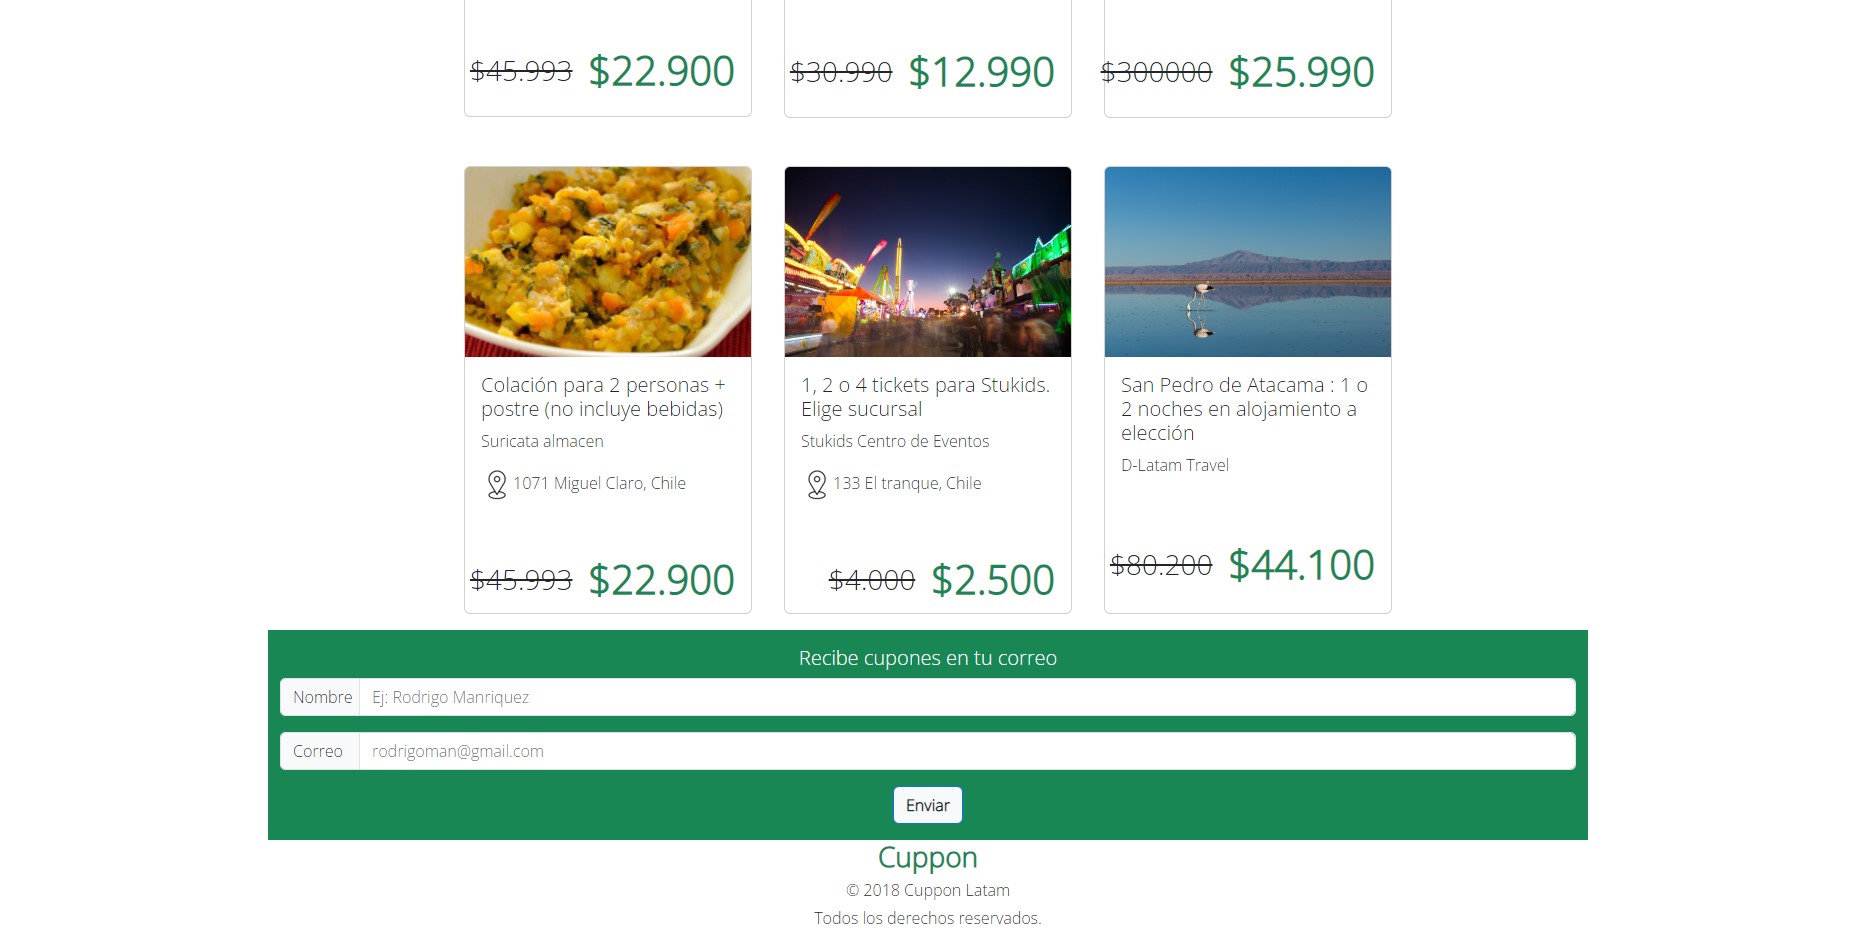 $45.993 $22.900
$30.990 $12.990
$300000 $25.990
Colación para 2 personas +
postre (no incluye bebidas)
Suricata almacen
1071 Miguel Claro, Chile
$45.993 $22.900
1, 2 o 4 tickets para Stukids.
Elige sucursal
Stukids Centro de Eventos
133 El tranque, Chile
$4.000 $2.500
San Pedro de Atacama : 1 o
2 noches en alojamiento a
elección
D-Latam Travel
$80.200 $44.100
Recibe cupones en tu correo
Nombre Ej: Rodrigo Manriquez
Correo rodrigoman@gmail.com
Enviar
Cuppon
© 2018 Cuppon Latam
Todos los derechos reservados.